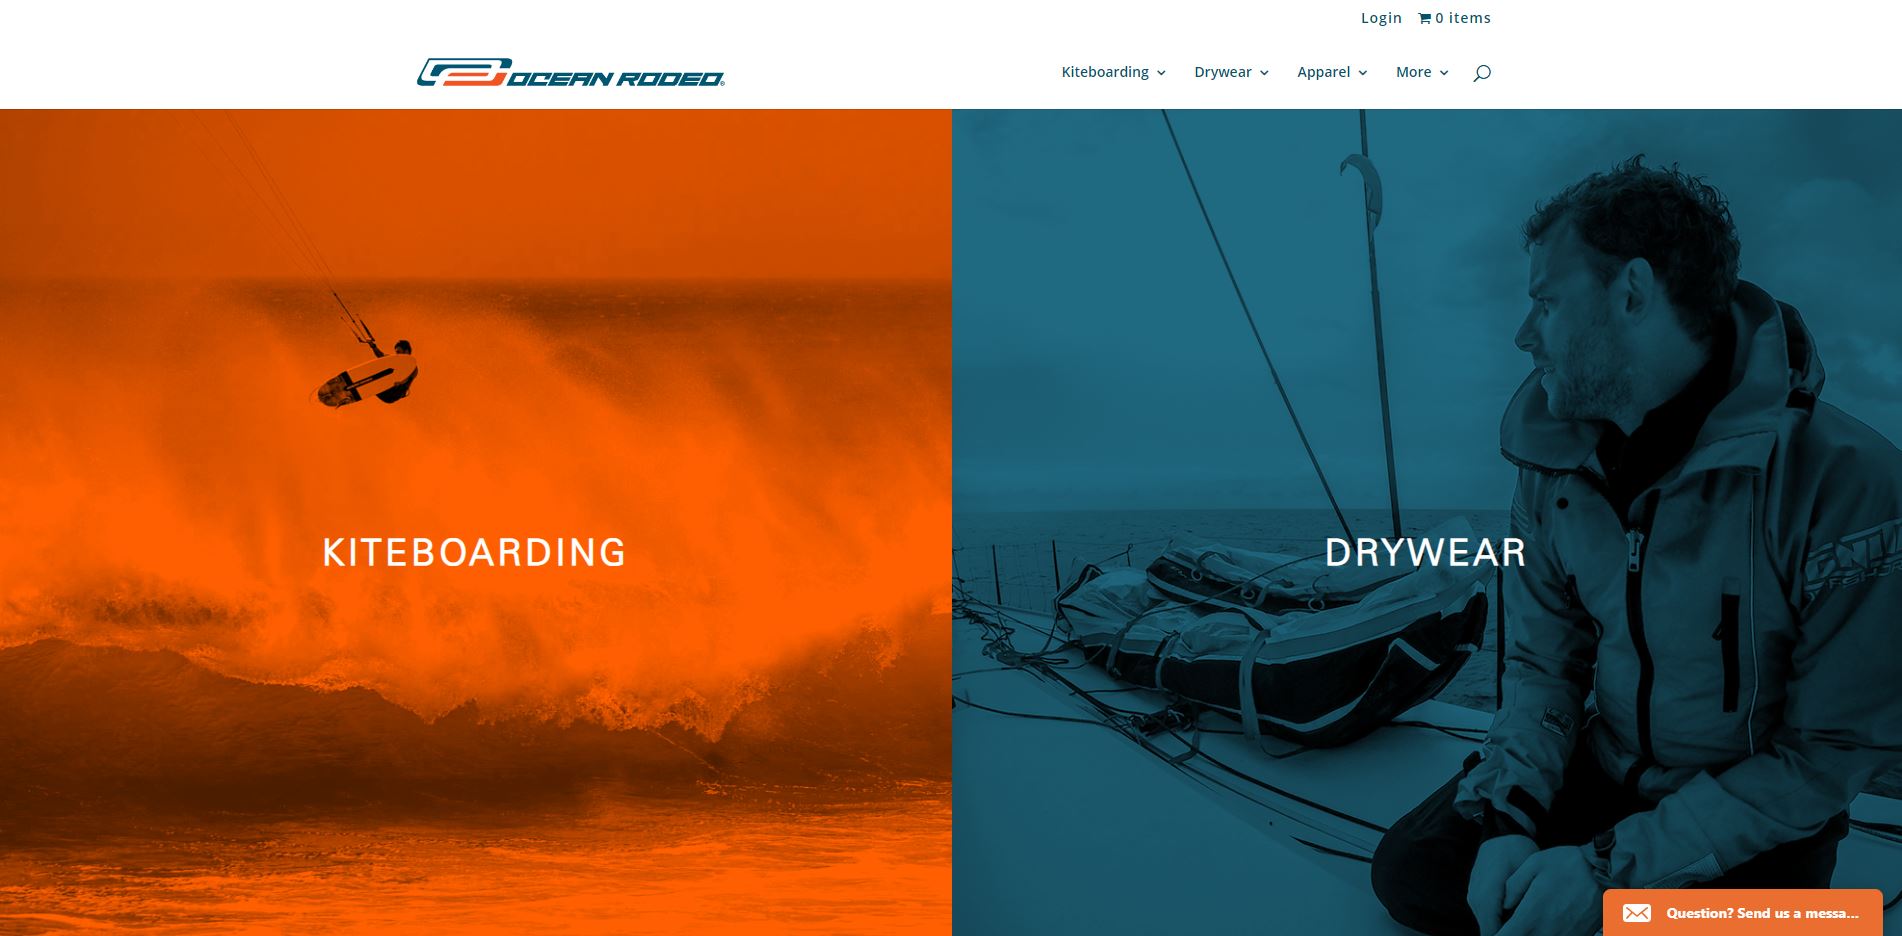 Login
0 items
OCEAN RODEO®
Kiteboarding
Drywear
Apparel
More
KITEBOARDING
DRYWEAR
Question? Send us a messa...